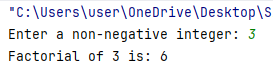 "C:\Users\user\OneDrive\Desktop\S
Enter a non-negative integer: 3
Factorial of 3 is: 6